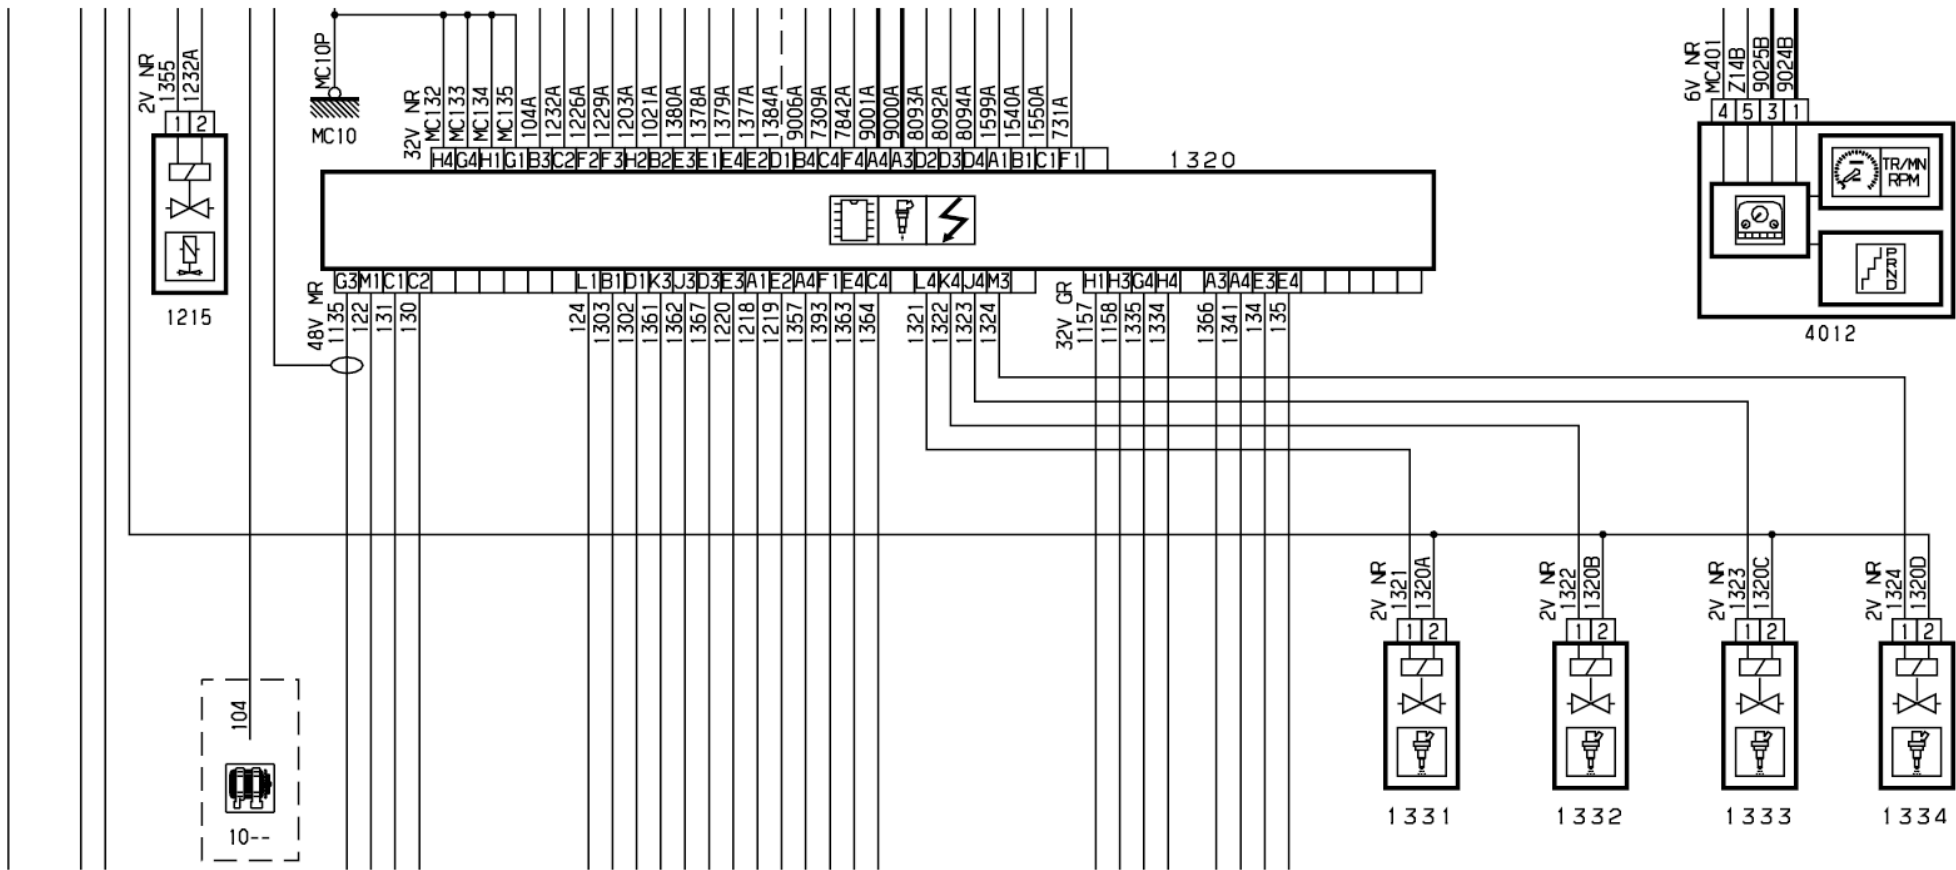 2V NR
1355
1232A
1 2
1215
MC10P
MC10
32V NR
MC132
MC133
MC134
MC135
104A
1232A
1226A
1229A
1203A
1021A
1380A
1378A
1379A
1377A
1384A
9006A
7309A
7842A
9001A
9000A
8093A
8092A
8094A
1599A
1540A
1550A
731A
H4 G4 H1 G1 B3 C2 F2 F3 H2 B2 E3 E1 E4 E2 D1 B4 C4 F4 A4 A3 D2 D3 D4 A1 B1 C1 F1
1320
6V NR
MC401
Z14B
9025B
9024B
4 5 3 1
TR/MN
RPM
PRND
4012
G3 M1 C1 C2 L1 B1 D1 K3 J3 D3 E3 A1 E2 A4 F1 E4 C4 L4 K4 J4 M3 H1 H3 G4 H4 A3 A4 E3 E4
48V MR
1135
122
131
130
124
1303
1302
1361
1362
1367
1220
1218
1219
1357
1393
1363
1364
1321
1322
1323
1324
32V GR
1157
1158
1335
1334
1366
1341
134
135
2V NR
1321
1320A
1 2
1331
2V NR
1322
1320B
1 2
1332
2V NR
1323
1320C
1 2
1333
2V NR
1324
1320D
1 2
1334
104
10--